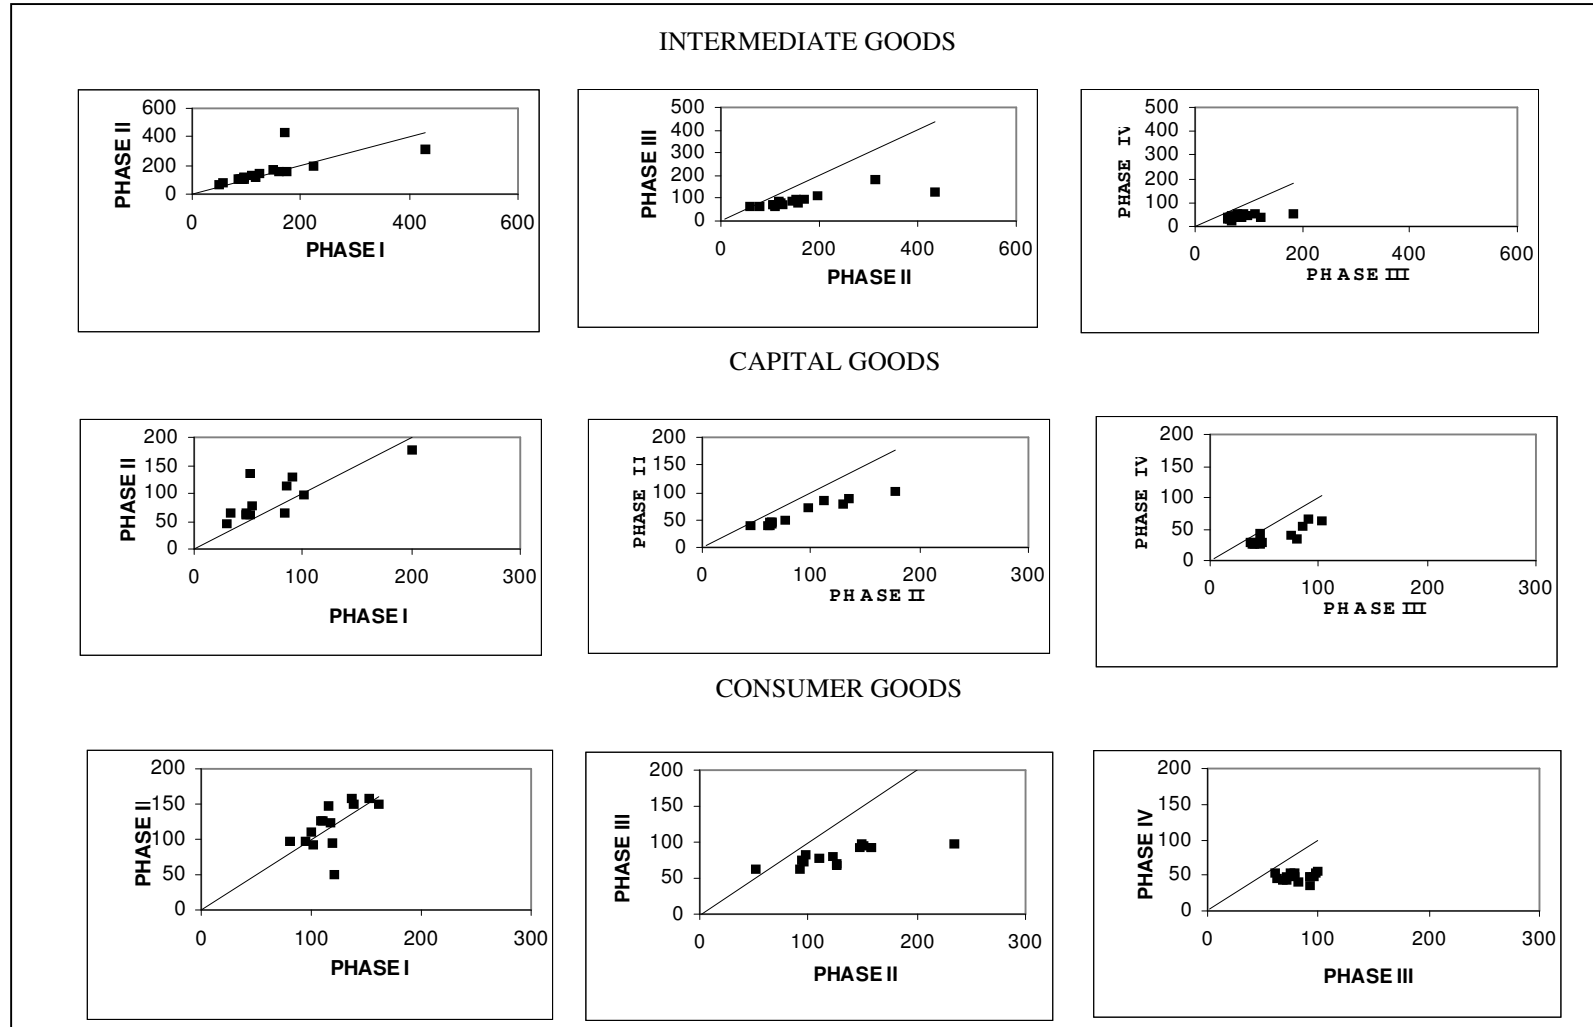 INTERMEDIATE GOODS
PHASE II
600
400
200
0
0 200 400 600
PHASE I
PHASE III
500
400
300
200
100
0
0 200 400 600
PHASE II
PHASE IV
500
400
300
200
100
0
0 200 400 600
PHASE III
CAPITAL GOODS
PHASE II
200
150
100
50
0
0 100 200 300
PHASE I
PHASE II
200
150
100
50
0
0 100 200 300
PHASE II
PHASE IV
200
150
100
50
0
0 100 200 300
PHASE III
CONSUMER GOODS
PHASE II
200
150
100
50
0
0 100 200 300
PHASE I
PHASE III
200
150
100
50
0
0 100 200 300
PHASE II
PHASE IV
200
150
100
50
0
0 100 200 300
PHASE III